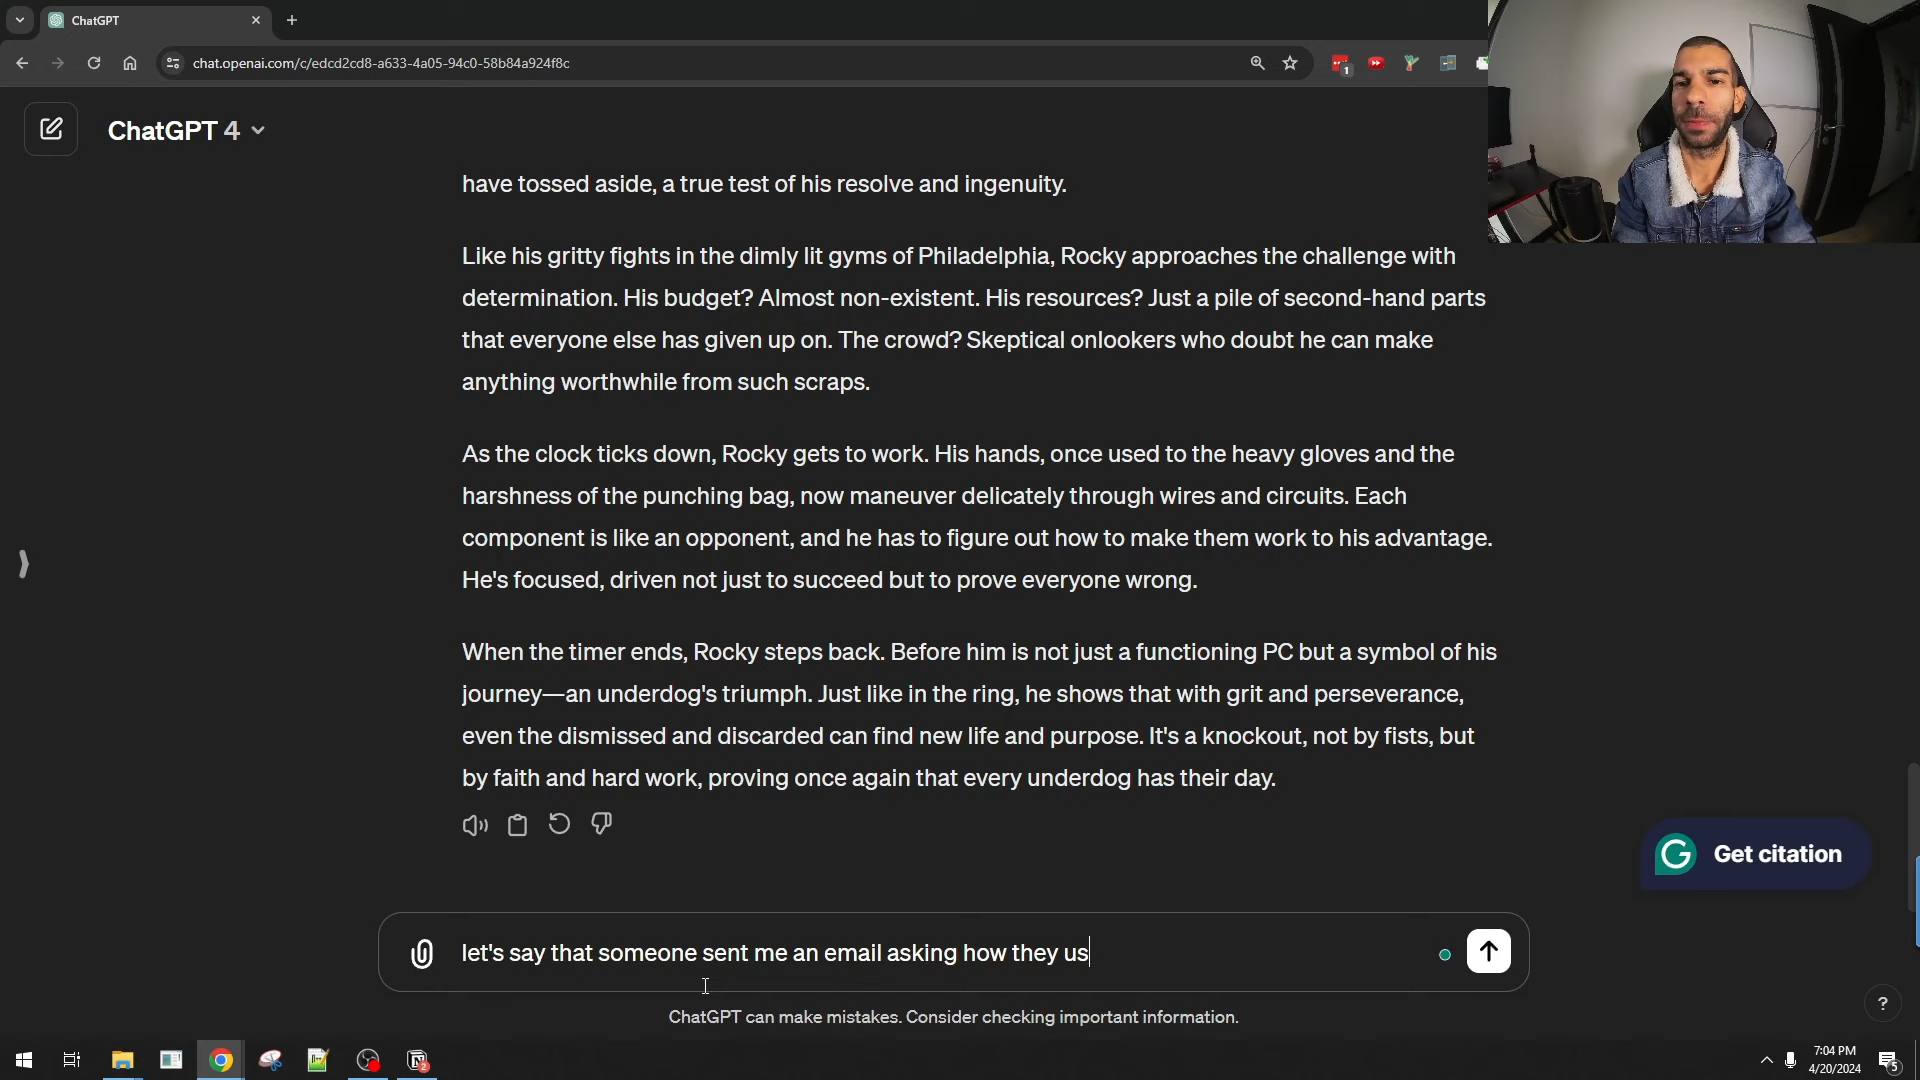 ChatGPT
chat.openai.com/c/edcd2cd8-a633-4a05-94c0-58b84a924f8c
1
ChatGPT 4
have tossed aside, a true test of his resolve and ingenuity.
Like his gritty fights in the dimly lit gyms of Philadelphia, Rocky approaches the challenge with
determination. His budget? Almost non-existent. His resources? Just a pile of second-hand parts
that everyone else has given up on. The crowd? Skeptical onlookers who doubt he can make
anything worthwhile from such scraps.
As the clock ticks down, Rocky gets to work. His hands, once used to the heavy gloves and the
harshness of the punching bag, now maneuver delicately through wires and circuits. Each
component is like an opponent, and he has to figure out how to make them work to his advantage.
He's focused, driven not just to succeed but to prove everyone wrong.
When the timer ends, Rocky steps back. Before him is not just a functioning PC but a symbol of his
journey—an underdog's triumph. Just like in the ring, he shows that with grit and perseverance,
even the dismissed and discarded can find new life and purpose. It's a knockout, not by fists, but
by faith and hard work, proving once again that every underdog has their day.
Get citation
let's say that someone sent me an email asking how they us
ChatGPT can make mistakes. Consider checking important information.
?
7:04 PM
4/20/2024
5
2